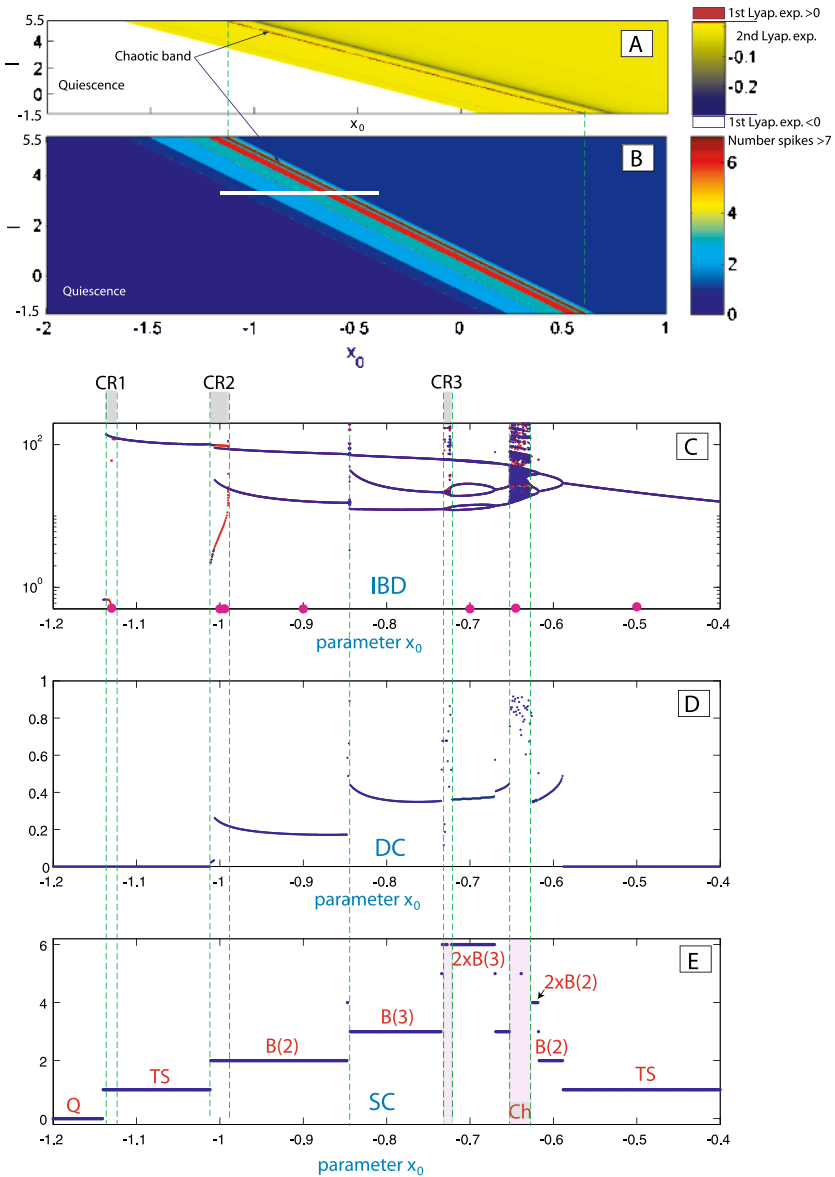 1st Lyap. exp. >0
5.5
4
2
0
-1.5
I
Chaotic band
Quiescence
A
2nd Lyap. exp.
-0.1
-0.2
1st Lyap. exp. <0
x0
5.5
4
2
0
-1.5
I
Quiescence
B
Number spikes >7
6
4
2
0
-2 -1.5 -1 -0.5 0 0.5 1
x0
CR1 CR2 CR3
10^2
10^1
10^0
C
IBD
-1.2 -1.1 -1 -0.9 -0.8 -0.7 -0.6 -0.5 -0.4
parameter x0
1
0.8
0.6
0.4
0.2
0
D
DC
-1.2 -1.1 -1 -0.9 -0.8 -0.7 -0.6 -0.5 -0.4
parameter x0
6
4
2
0
E
2xB(3)
2xB(2)
B(3)
B(2)
B(2)
TS
TS
Q
SC
Ch
-1.2 -1.1 -1 -0.9 -0.8 -0.7 -0.6 -0.5 -0.4
parameter x0